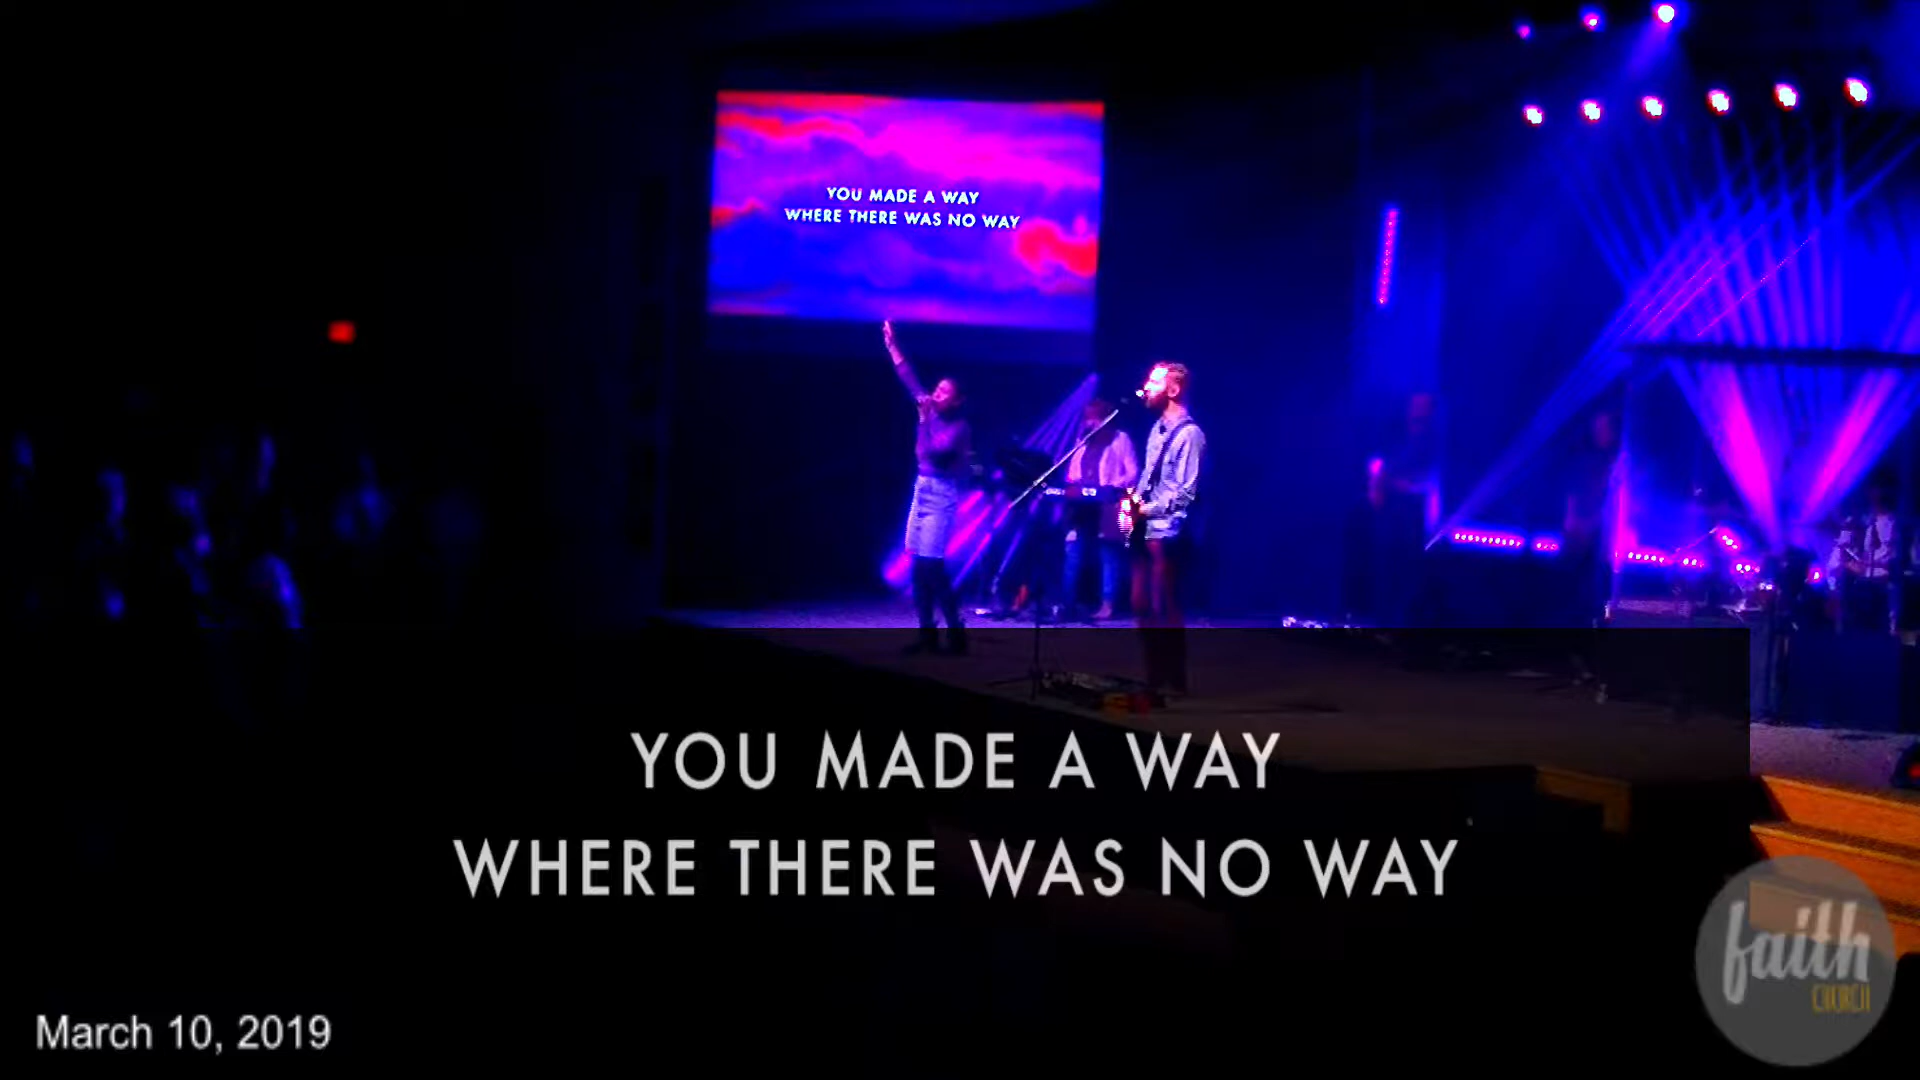 YOU MADE A WAY
WHERE THERE WAS NO WAY
YOU MADE A WAY
WHERE THERE WAS NO WAY
faith
CHURCH
March 10, 2019